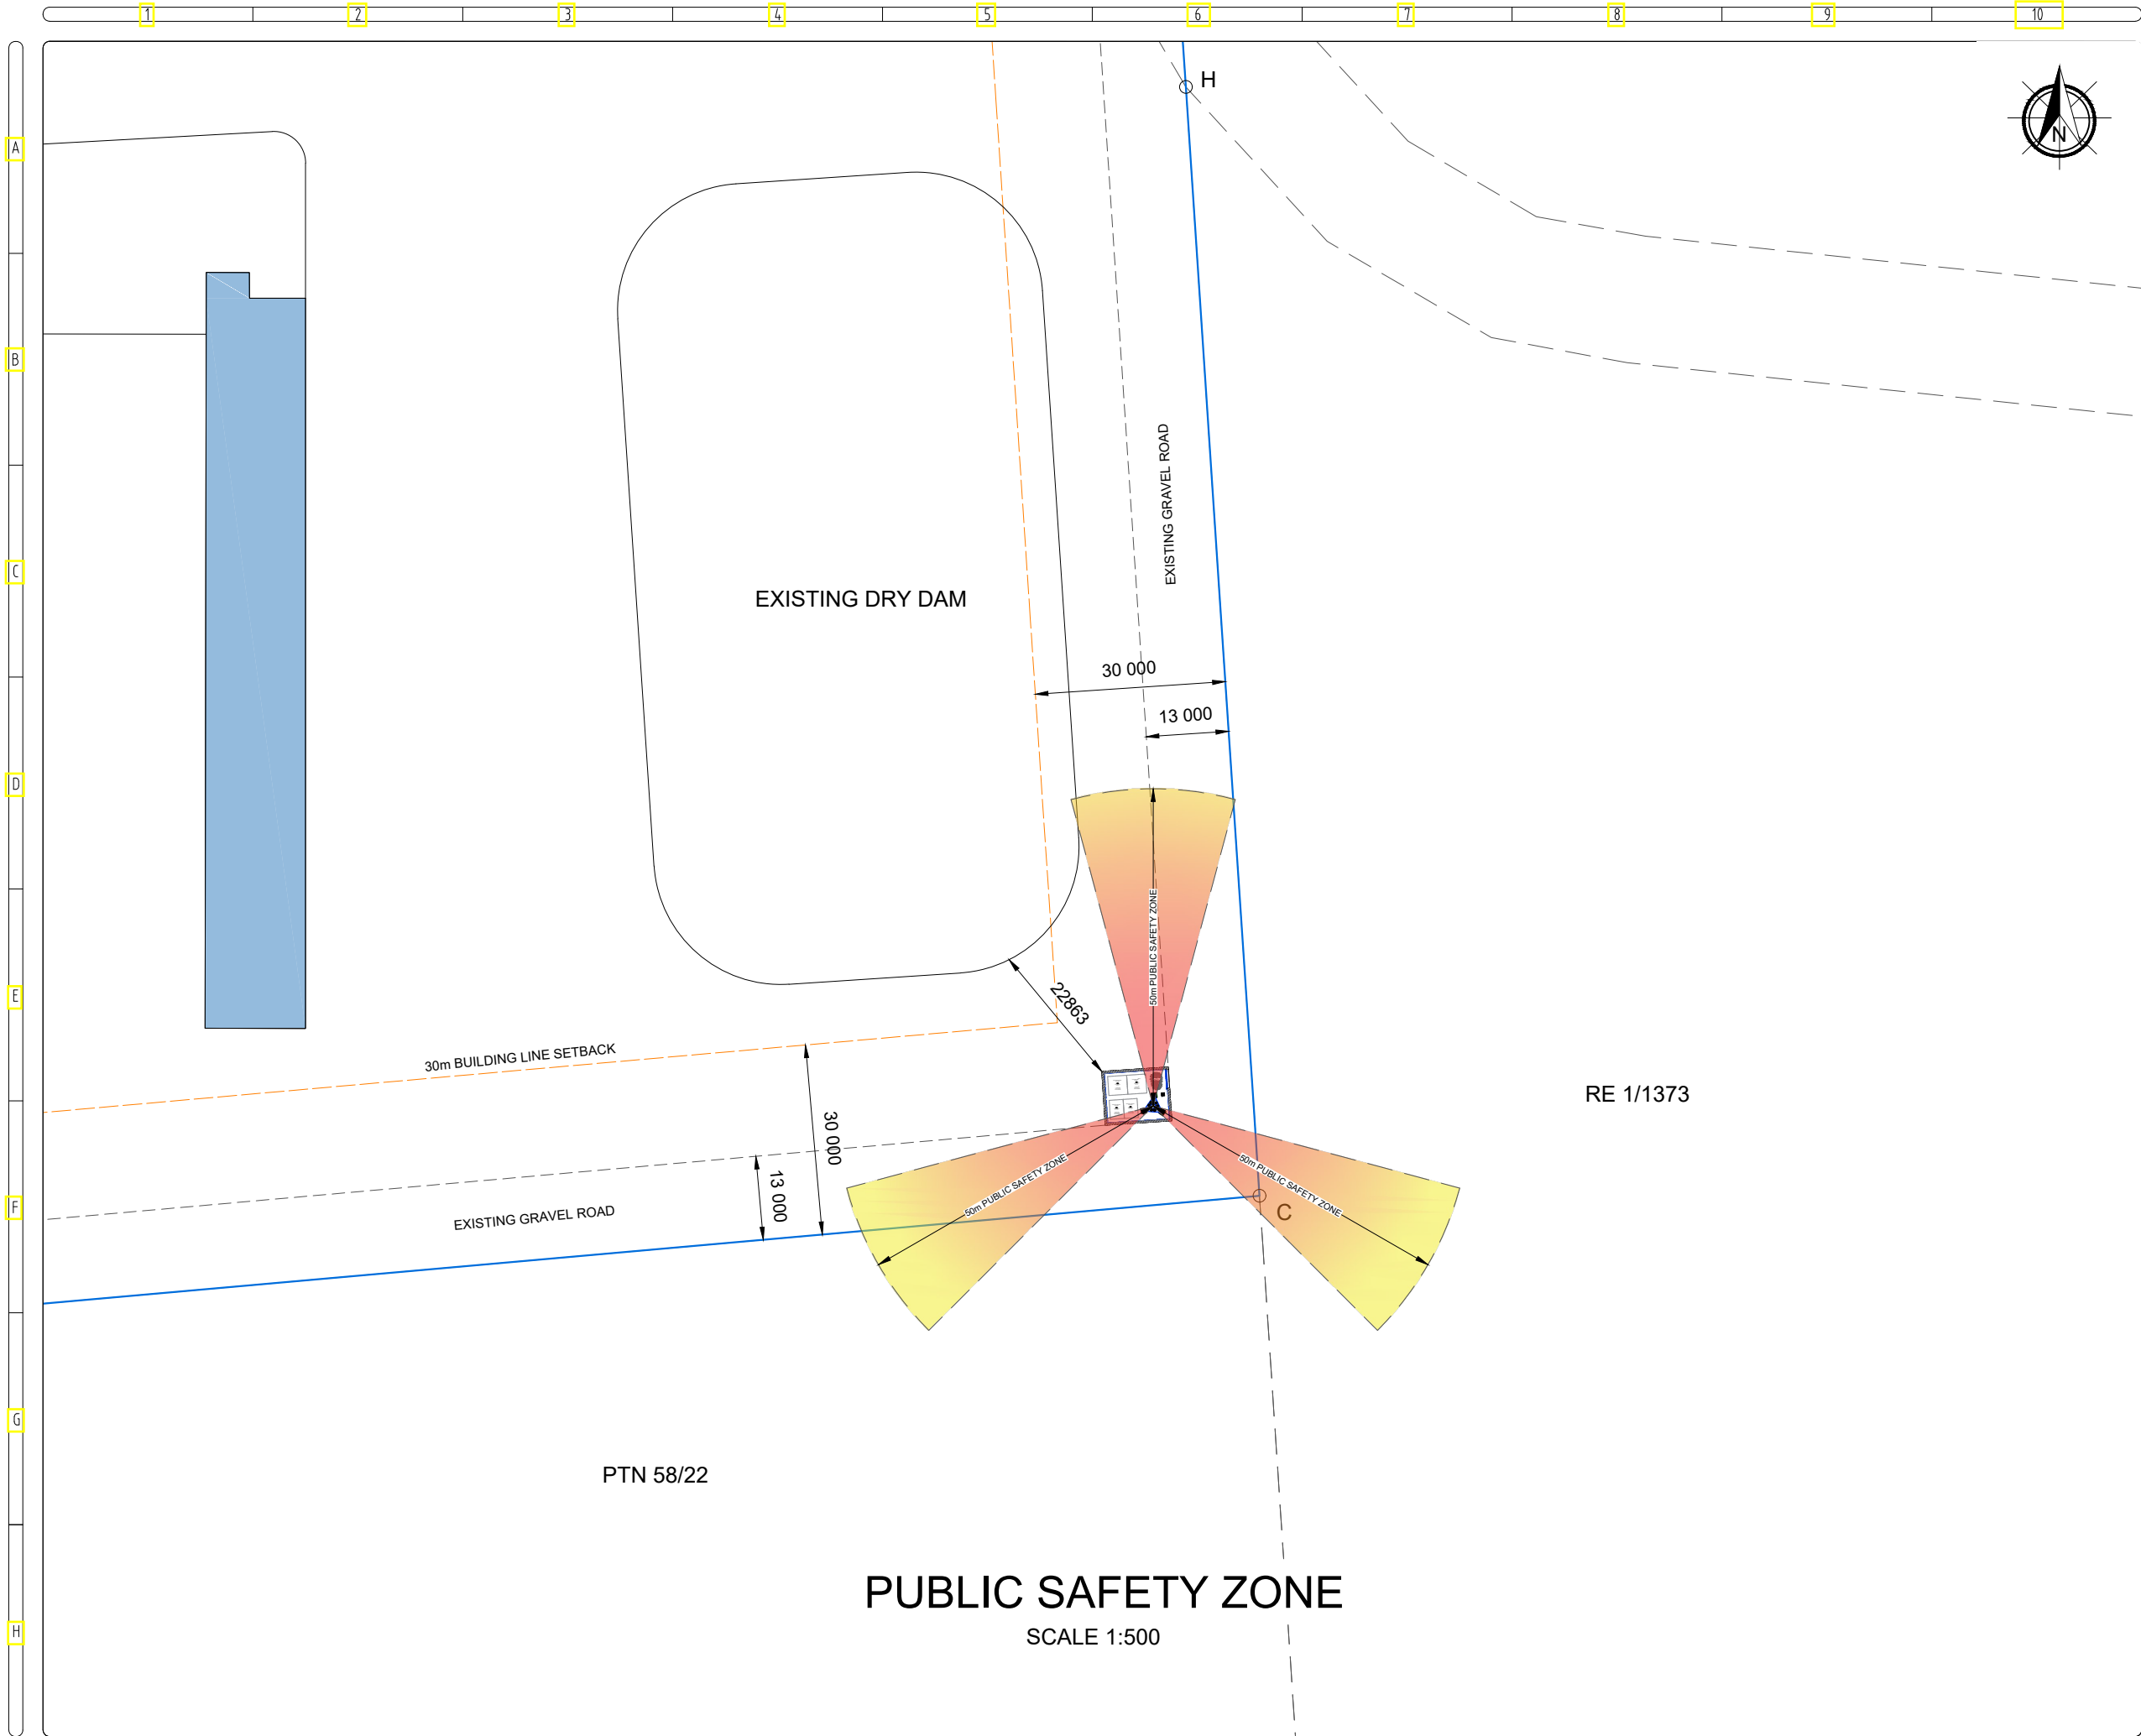 1 2 3 4 5 6 7 8 9 10
A
B
C
D
E
F
G
H
H
N
EXISTING GRAVEL ROAD
EXISTING DRY DAM
30 000
13 000
50m PUBLIC SAFETY ZONE
22863
30m BUILDING LINE SETBACK
RE 1/1373
30 000
13 000
50m PUBLIC SAFETY ZONE
50m PUBLIC SAFETY ZONE
C
EXISTING GRAVEL ROAD
PTN 58/22
PUBLIC SAFETY ZONE
SCALE 1:500